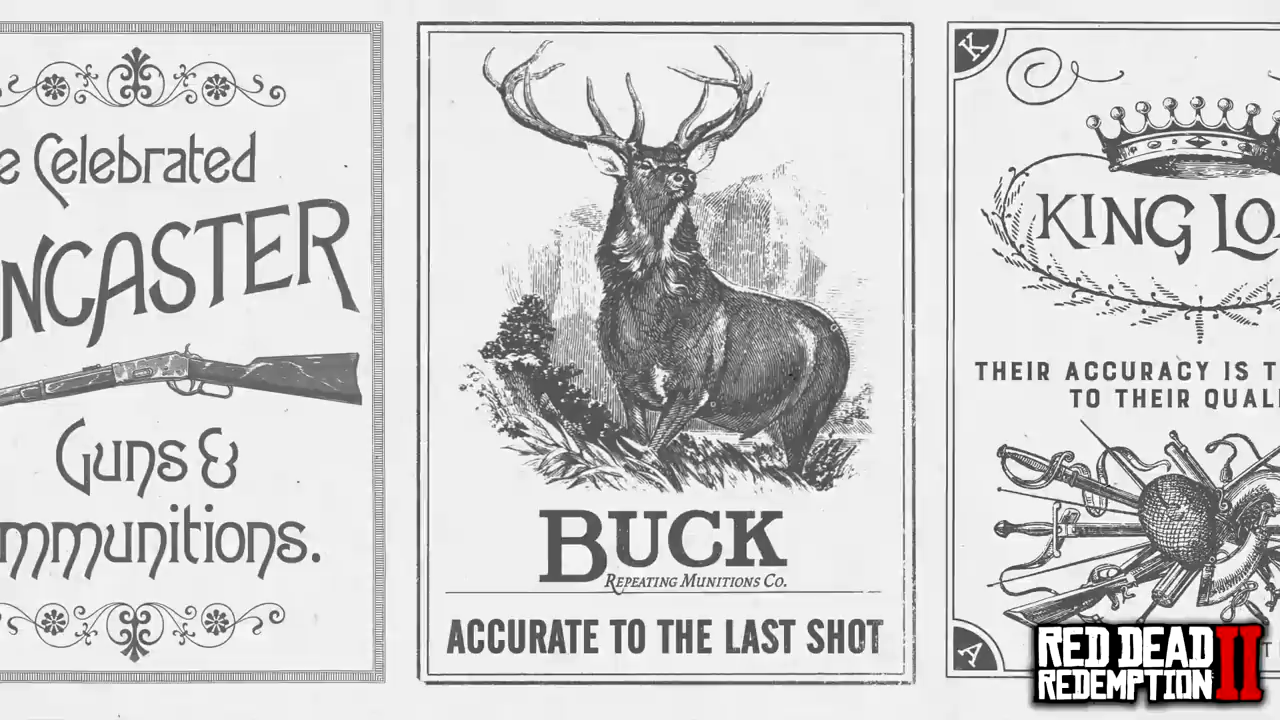 e Celebrated
NCASTER
Guns &
mmunitions.
BUCK
REPEATING MUNITIONS CO.
ACCURATE TO THE LAST SHOT
K
KING LO
THEIR ACCURACY IS T
TO THEIR QUAL
A
RED DEAD
REDEMPTION II